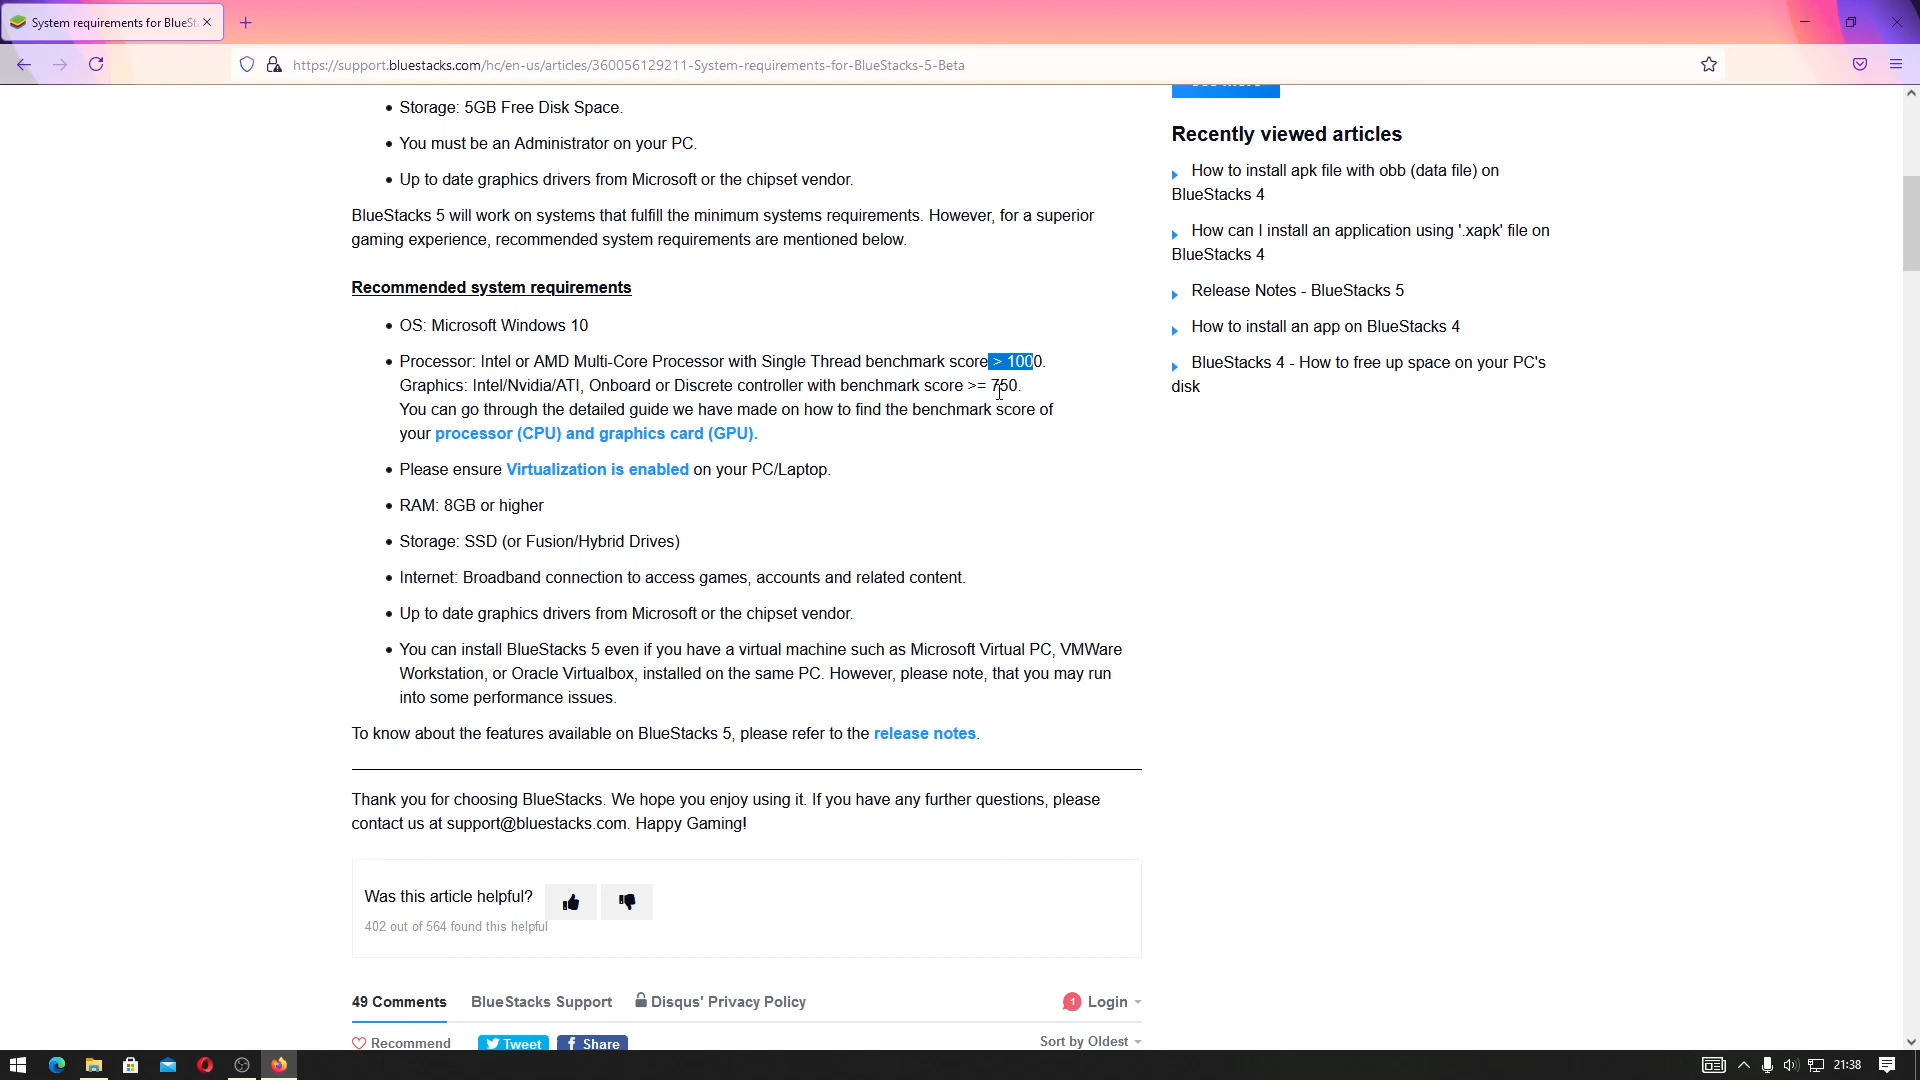 System requirements for BlueSt
https://support.bluestacks.com/hc/en-us/articles/360056129211-System-requirements-for-BlueStacks-5-Beta
Storage: 5GB Free Disk Space.
You must be an Administrator on your PC.
Up to date graphics drivers from Microsoft or the chipset vendor.
BlueStacks 5 will work on systems that fulfill the minimum systems requirements. However, for a superior
gaming experience, recommended system requirements are mentioned below.
Recommended system requirements
OS: Microsoft Windows 10
Processor: Intel or AMD Multi-Core Processor with Single Thread benchmark score > 1000.
Graphics: Intel/Nvidia/ATI, Onboard or Discrete controller with benchmark score >= 750.
You can go through the detailed guide we have made on how to find the benchmark score of
your processor (CPU) and graphics card (GPU).
Please ensure Virtualization is enabled on your PC/Laptop.
RAM: 8GB or higher
Storage: SSD (or Fusion/Hybrid Drives)
Internet: Broadband connection to access games, accounts and related content.
Up to date graphics drivers from Microsoft or the chipset vendor.
You can install BlueStacks 5 even if you have a virtual machine such as Microsoft Virtual PC, VMWare
Workstation, or Oracle Virtualbox, installed on the same PC. However, please note, that you may run
into some performance issues.
To know about the features available on BlueStacks 5, please refer to the release notes.
Thank you for choosing BlueStacks. We hope you enjoy using it. If you have any further questions, please
contact us at support@bluestacks.com. Happy Gaming!
Was this article helpful?
402 out of 564 found this helpful
49 Comments BlueStacks Support Disqus' Privacy Policy 1 Login
Recommend Tweet Share Sort by Oldest
Recently viewed articles
How to install apk file with obb (data file) on
BlueStacks 4
How can I install an application using '.xapk' file on
BlueStacks 4
Release Notes - BlueStacks 5
How to install an app on BlueStacks 4
BlueStacks 4 - How to free up space on your PC's
disk
21:38